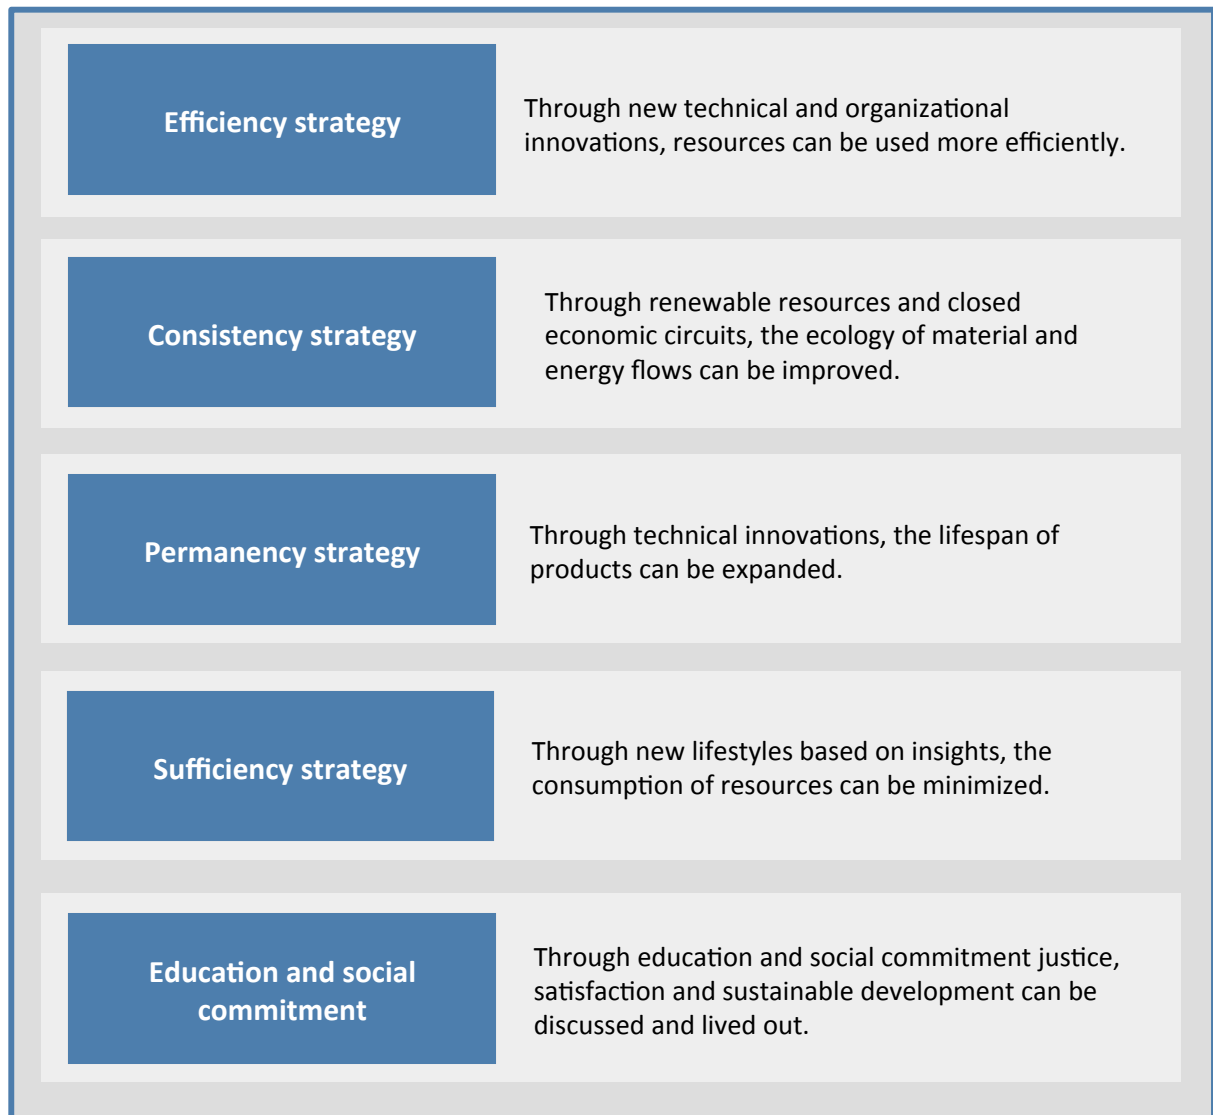 Efficiency strategy
Through new technical and organizational
innovations, resources can be used more efficiently.
Consistency strategy
Through renewable resources and closed
economic circuits, the ecology of material and
energy flows can be improved.
Permanency strategy
Through technical innovations, the lifespan of
products can be expanded.
Sufficiency strategy
Through new lifestyles based on insights, the
consumption of resources can be minimized.
Education and social
commitment
Through education and social commitment justice,
satisfaction and sustainable development can be
discussed and lived out.